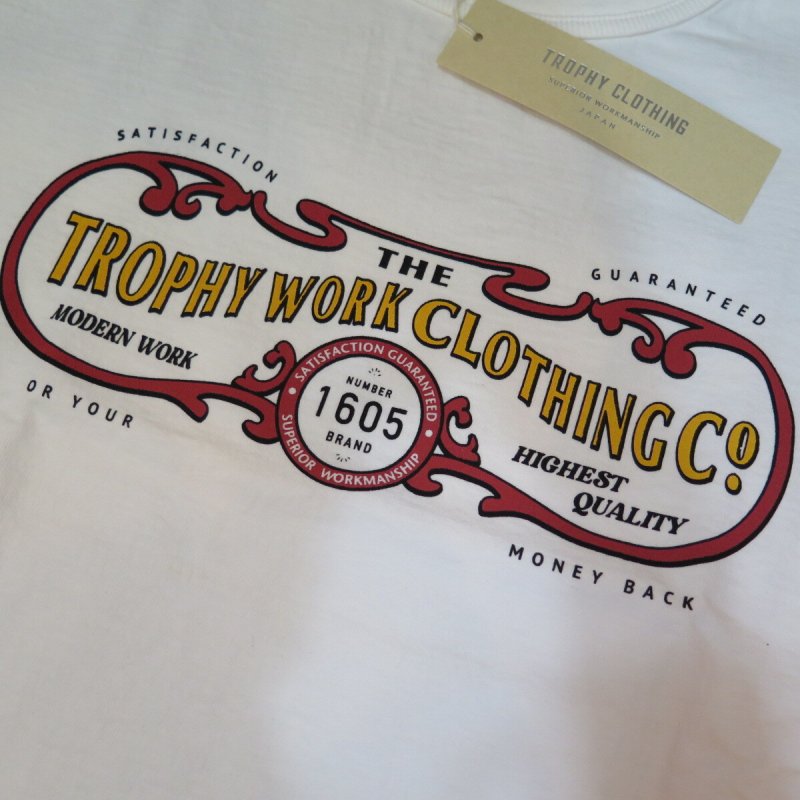 TROPHY CLOTHING
SUPERIOR WORKMANSHIP
JAPAN
SATISFACTION
GUARANTEED
THE
TROPHY WORK CLOTHING Co.
MODERN WORK
SATISFACTION GUARANTEED
NUMBER
1605
BRAND
SUPERIOR WORKMANSHIP
HIGHEST
QUALITY
OR YOUR
MONEY BACK